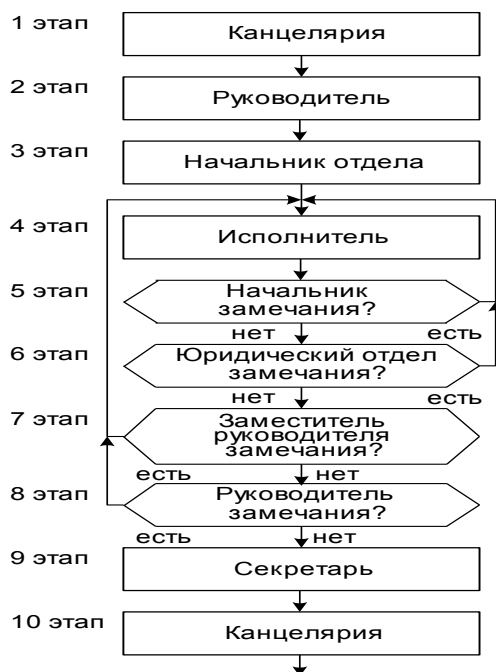 1 этап
Канцелярия
2 этап
Руководитель
3 этап
Начальник отдела
4 этап
Исполнитель
5 этап
Начальник
замечания?
нет есть
6 этап
Юридический отдел
замечания?
нет есть
7 этап
Заместитель
руководителя
замечания?
есть нет
8 этап
Руководитель
замечания?
есть нет
9 этап
Секретарь
10 этап
Канцелярия